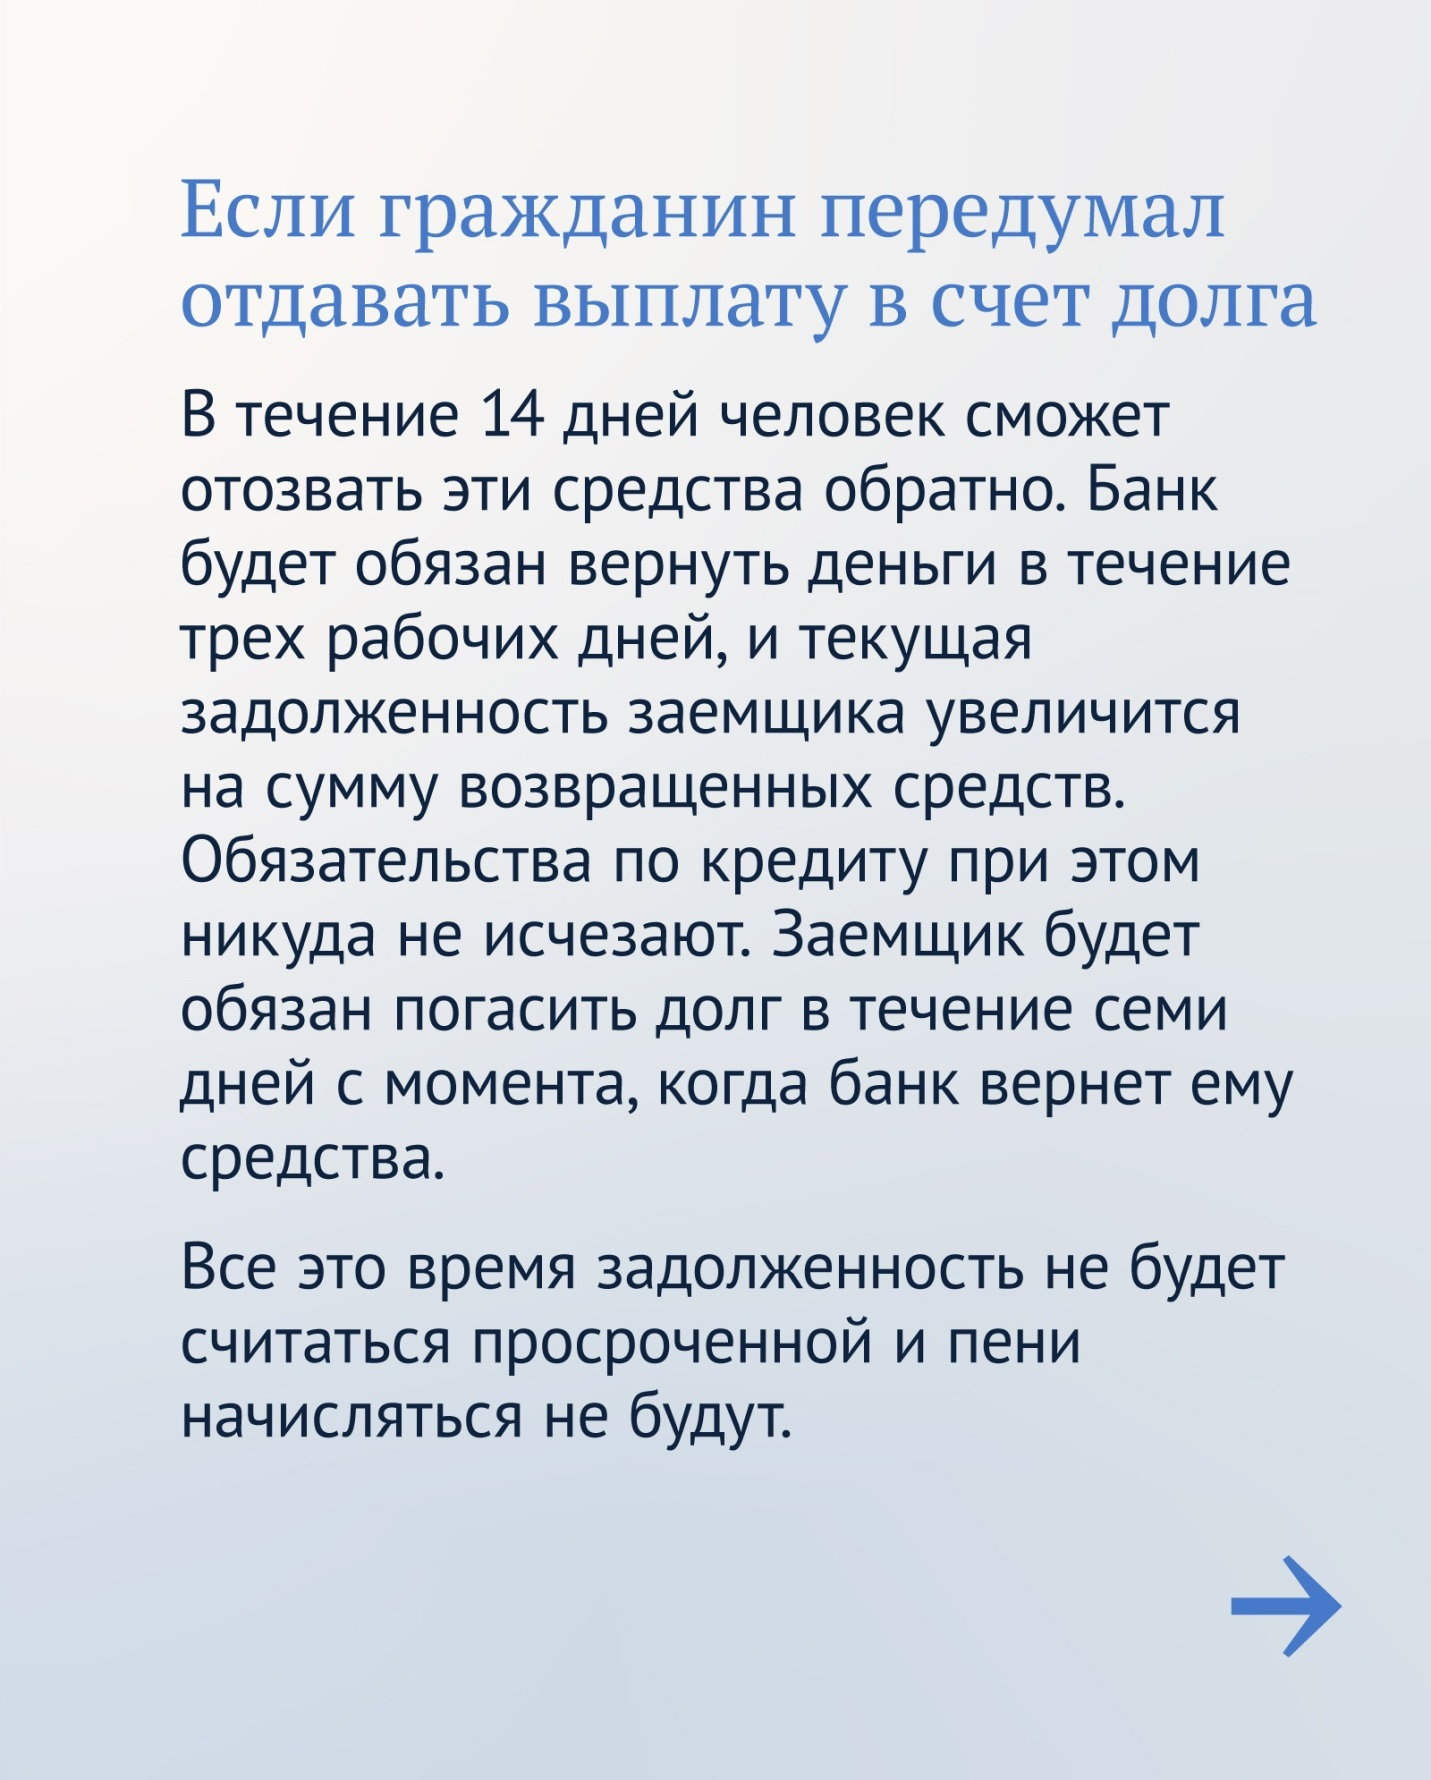 Если гражданин передумал
отдавать выплату в счет долга
В течение 14 дней человек сможет
отозвать эти средства обратно. Банк
будет обязан вернуть деньги в течение
трех рабочих дней, и текущая
задолженность заемщика увеличится
на сумму возвращенных средств.
Обязательства по кредиту при этом
никуда не исчезают. Заемщик будет
обязан погасить долг в течение семи
дней с момента, когда банк вернет ему
средства.
Все это время задолженность не будет
считаться просроченной и пени
начисляться не будут.